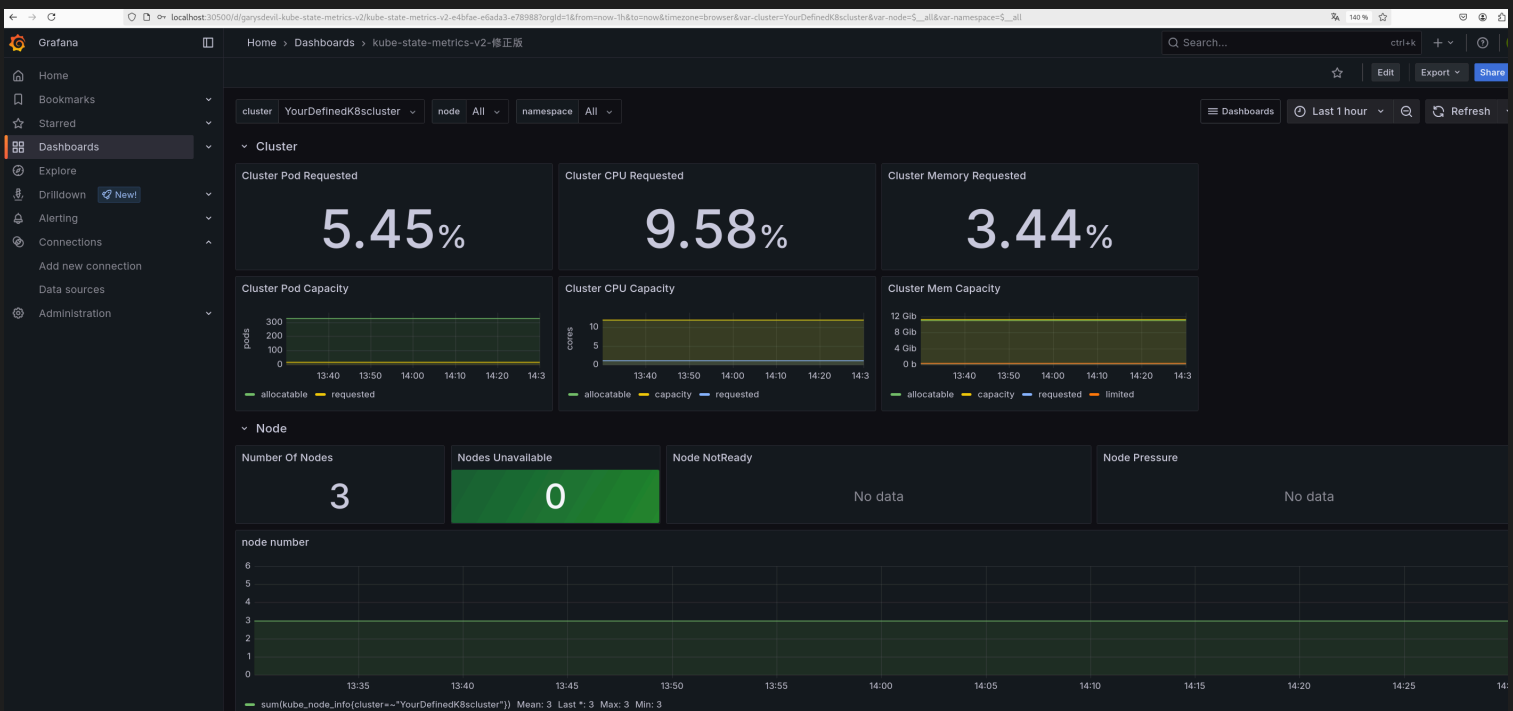 localhost:30500/d/garysdevil-kube-state-metrics-v2/kube-state-metrics-v2-e4bfae-e6ada3-e78988?orgId=1&from=now-1h&to=now&timezone=browser&var-cluster=YourDefinedK8scluster&var-node=$__all&var-namespace=$__all
140 %
Grafana
Home › Dashboards › kube-state-metrics-v2-修正版
Search...
ctrl+k
Home
Bookmarks
Starred
Dashboards
Explore
Drilldown New!
Alerting
Connections
Add new connection
Data sources
Administration
Edit
Export
Share
cluster YourDefinedK8scluster
node All
namespace All
Dashboards
Last 1 hour
Refresh
Cluster
Cluster Pod Requested
5.45%
Cluster CPU Requested
9.58%
Cluster Memory Requested
3.44%
Cluster Pod Capacity
pods
300
200
100
0
13:40 13:50 14:00 14:10 14:20 14:3
allocatable requested
Cluster CPU Capacity
cores
10
5
0
13:40 13:50 14:00 14:10 14:20 14:3
allocatable capacity requested
Cluster Mem Capacity
12 Gib
8 Gib
4 Gib
0 b
13:40 13:50 14:00 14:10 14:20 14:3
allocatable capacity requested limited
Node
Number Of Nodes
3
Nodes Unavailable
0
Node NotReady
No data
Node Pressure
No data
node number
6
5
4
3
2
1
0
13:35 13:40 13:45 13:50 13:55 14:00 14:05 14:10 14:15 14:20 14:25 14:
sum(kube_node_info{cluster=~"YourDefinedK8scluster"}) Mean: 3 Last *: 3 Max: 3 Min: 3